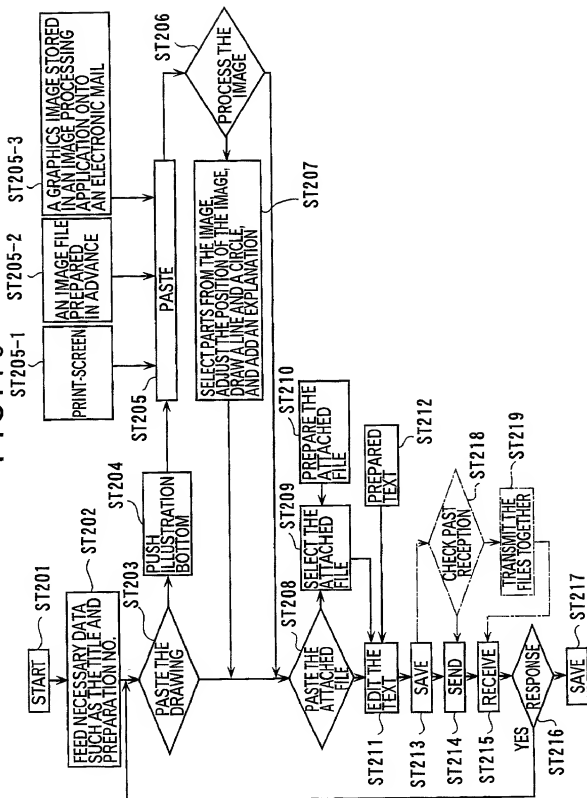 ST201
START
ST202
FEED NECESSARY DATA
SUCH AS THE TITLE AND
PREPARATION NO.
ST203
PASTE THE
DRAWING
ST204
PUSH
ILLUSTRATION
BOTTOM
ST205-1
PRINT-SCREEN
ST205-2
AN IMAGE FILE
PREPARED
IN ADVANCE
ST205-3
A GRAPHICS IMAGE STORED
IN AN IMAGE PROCESSING
APPLICATION ONTO
AN ELECTRONIC MAIL
ST205
PASTE
ST206
PROCESS THE
IMAGE
ST207
SELECT PARTS FROM THE IMAGE,
ADJUST THE POSITION OF THE IMAGE,
DRAW A LINE AND A CIRCLE,
AND ADD AN EXPLANATION
ST208
PASTE THE
ATTACHED
FILE
ST209
SELECT THE
ATTACHED
FILE
ST210
PREPARE THE
ATTACHED
FILE
ST211
EDIT THE
TEXT
ST212
PREPARED
TEXT
ST213
SAVE
ST214
SEND
ST215
RECEIVE
ST218
CHECK PAST
RECEPTION
ST219
TRANSMIT THE
FILES TOGETHER
YES
RESPONSE
ST216
SAVE
ST217